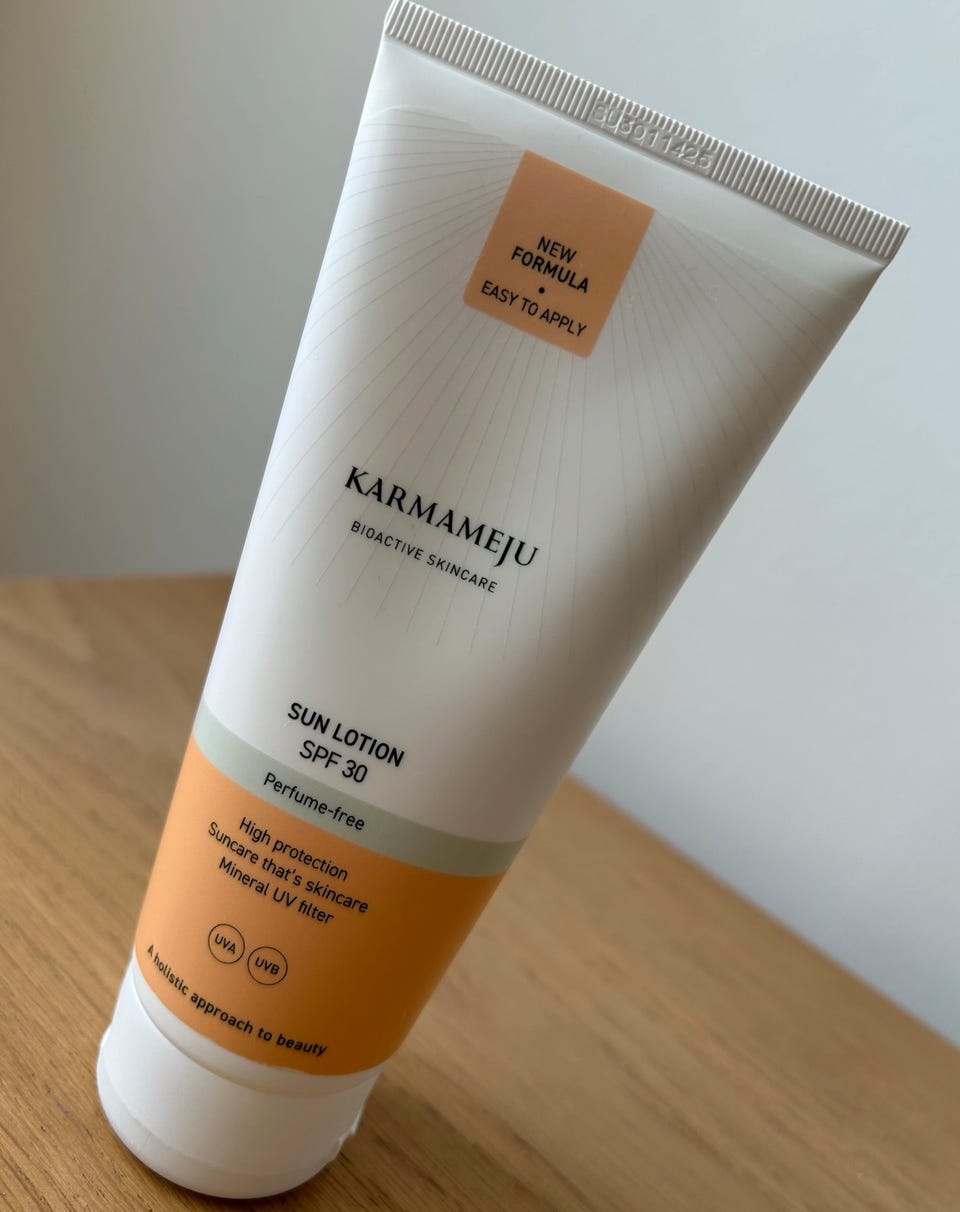 NEW
FORMULA
•
EASY TO APPLY
KARMAMEJU
BIOACTIVE SKINCARE
SUN LOTION
SPF 30
Perfume-free
High protection
Suncare that's skincare
Mineral UV filter
UVA UVB
A holistic approach to beauty